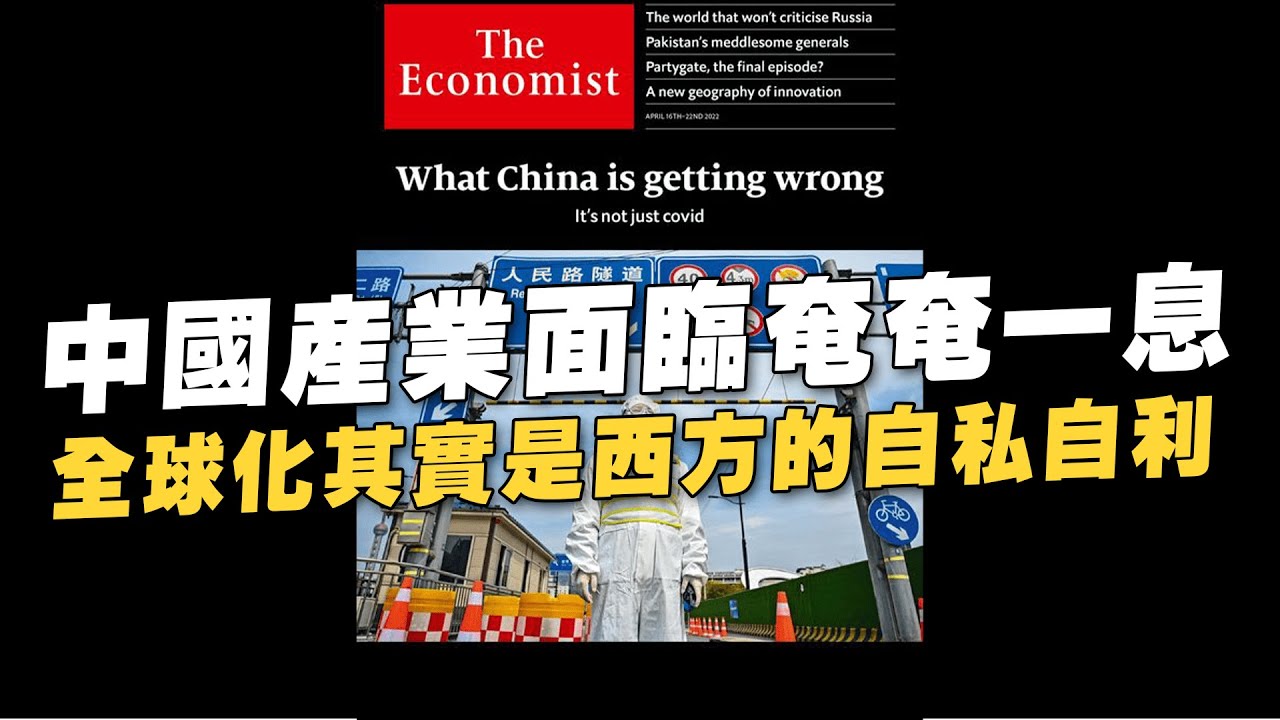 The
Economist
The world that won't criticise Russia
Pakistan's meddlesome generals
Partygate, the final episode?
A new geography of innovation
APRIL 16TH–22ND 2022
What China is getting wrong
It's not just covid
二路
人民路隧道
40
中國產業面臨奄奄一息
全球化其實是西方的自私自利